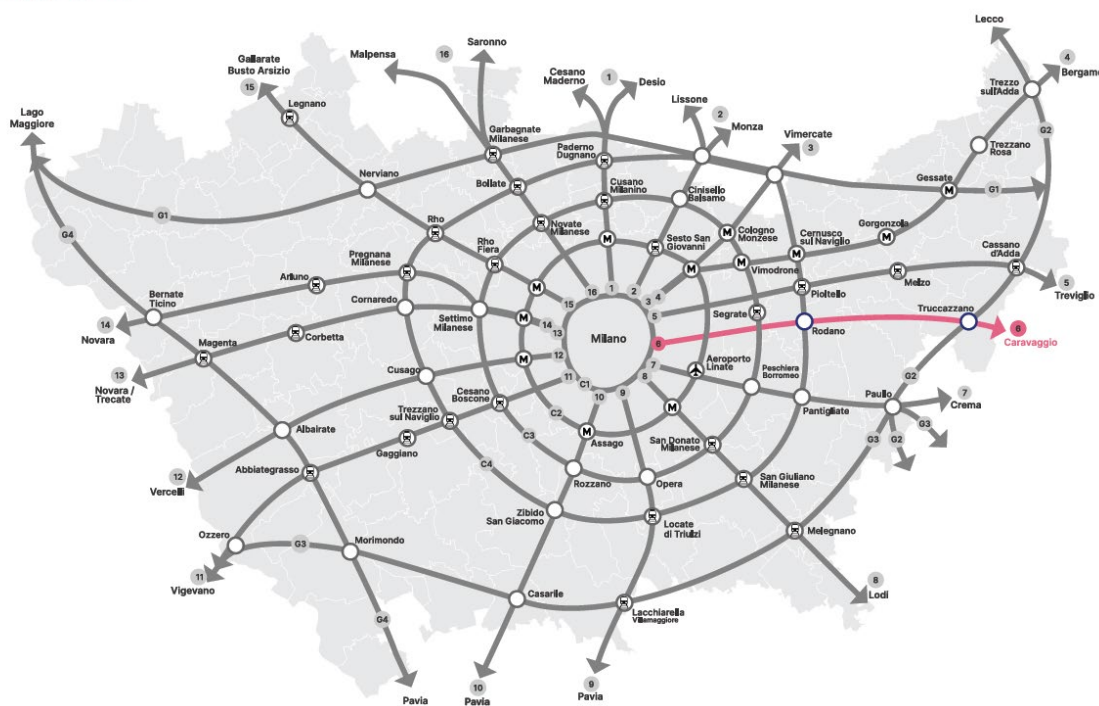 Lecco
Saronno
16
Malpensa
Gallarate
Busto Arsizio
15
Cesano
Maderno
1
Desio
4
Bergamo
Trezzo
sull'Adda
Lissone
2
Monza
Legnano
Lago
Maggiore
Garbagnate
Milanese
Paderno
Dugnano
Vimercate
3
G2
Trezzano
Rosa
Nerviano
Bollate
Cusano
Milanino
Cinisello
Balsamo
Gessate
M
G1
G1
G4
Rho
Novate
Milanese
M
Sesto San
Giovanni
M
Cologno
Monzese
Cernusco
sul Naviglio
M
Gorgonzola
M
Cassano
d'Adda
Pregnana
Milanese
Rho
Fiera
M
M
M
Vimodrone
Arluno
M
16
1
2
3
4
15
Pioltello
Melzo
5
Treviglio
Bernate
Ticino
Cornaredo
Settimo
Milanese
M
14
13
5
Segrate
Truccazzano
14
Novara
Corbetta
Milano
6
Rodano
6
Caravaggio
Magenta
M
12
7
Aeroporto
Linate
13
Novara /
Trecate
Cusago
Cesano
Boscone
11
C1
10
9
8
Peschiera
Borromeo
G2
Paullo
7
Crema
Trezzano
sul Naviglio
C2
M
Pantigliate
G3
Albairate
C3
M
Assago
San Donato
Milanese
G3
G2
Gaggiano
C4
12
Vercelli
Abbiategrasso
Rozzano
Opera
San Giuliano
Milanese
Zibido
San Giacomo
Locate
di Triulzi
Melegnano
Ozzero
G3
Morimondo
11
Vigevano
8
Lodi
Casarile
Lacchiarella
Villamaggiore
G4
10
Pavia
9
Pavia
Pavia